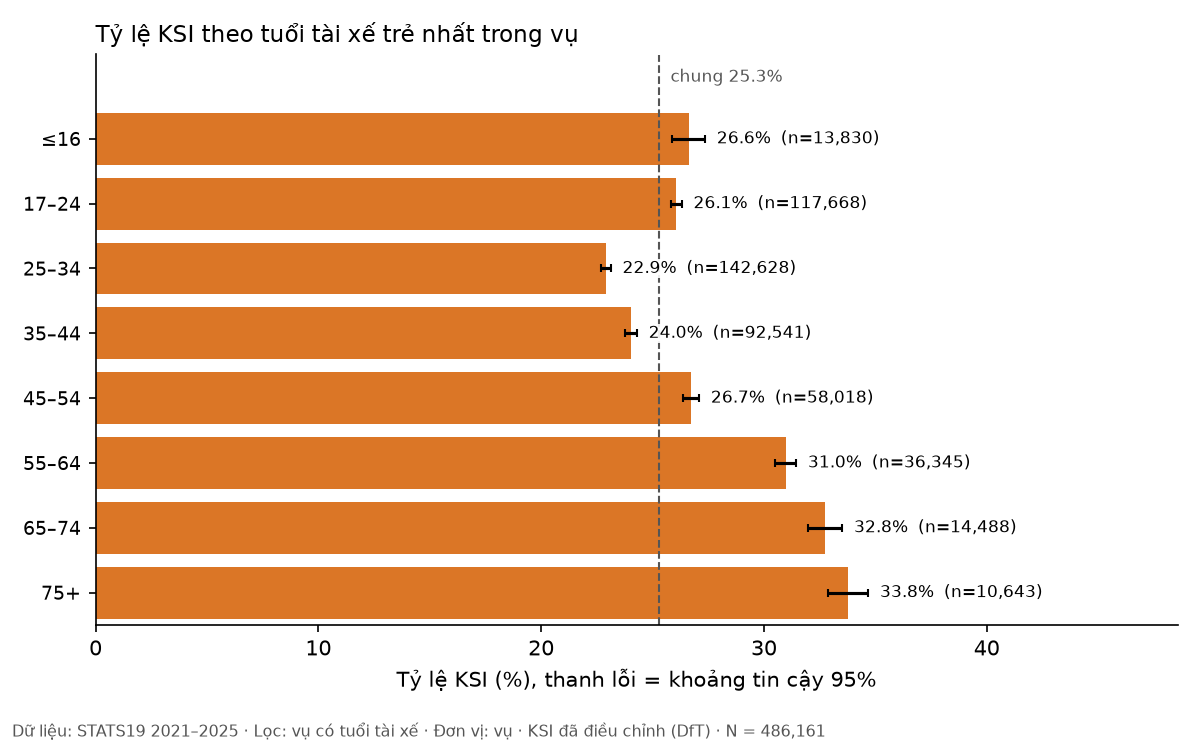 Tỷ lệ KSI theo tuổi tài xế trẻ nhất trong vụ
chung 25.3%
≤16 26.6% (n=13,830)
17–24 26.1% (n=117,668)
25–34 22.9% (n=142,628)
35–44 24.0% (n=92,541)
45–54 26.7% (n=58,018)
55–64 31.0% (n=36,345)
65–74 32.8% (n=14,488)
75+ 33.8% (n=10,643)
0 10 20 30 40
Tỷ lệ KSI (%), thanh lỗi = khoảng tin cậy 95%
Dữ liệu: STATS19 2021–2025 · Lọc: vụ có tuổi tài xế · Đơn vị: vụ · KSI đã điều chỉnh (DfT) · N = 486,161